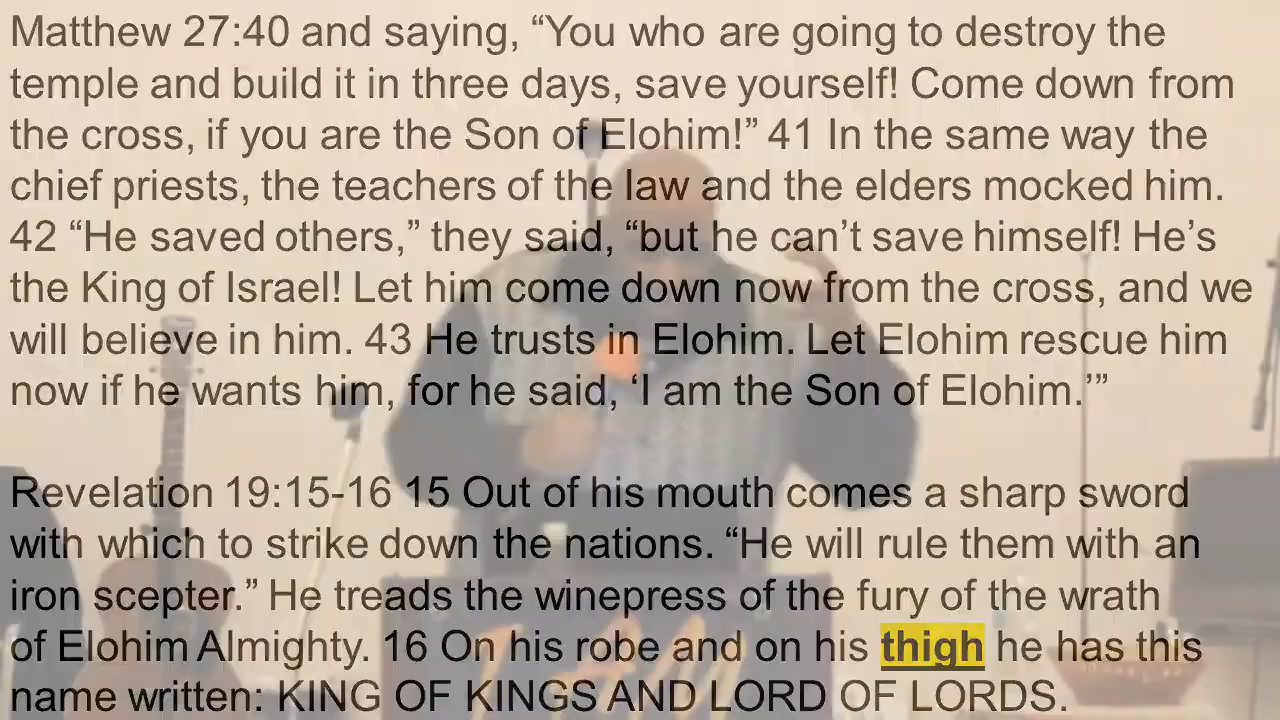 Matthew 27:40 and saying, “You who are going to destroy the
temple and build it in three days, save yourself! Come down from
the cross, if you are the Son of Elohim!” 41 In the same way the
chief priests, the teachers of the law and the elders mocked him.
42 “He saved others,” they said, “but he can’t save himself! He’s
the King of Israel! Let him come down now from the cross, and we
will believe in him. 43 He trusts in Elohim. Let Elohim rescue him
now if he wants him, for he said, ‘I am the Son of Elohim.’”
Revelation 19:15-16 15 Out of his mouth comes a sharp sword
with which to strike down the nations. “He will rule them with an
iron scepter.” He treads the winepress of the fury of the wrath
of Elohim Almighty. 16 On his robe and on his thigh he has this
name written: KING OF KINGS AND LORD OF LORDS.